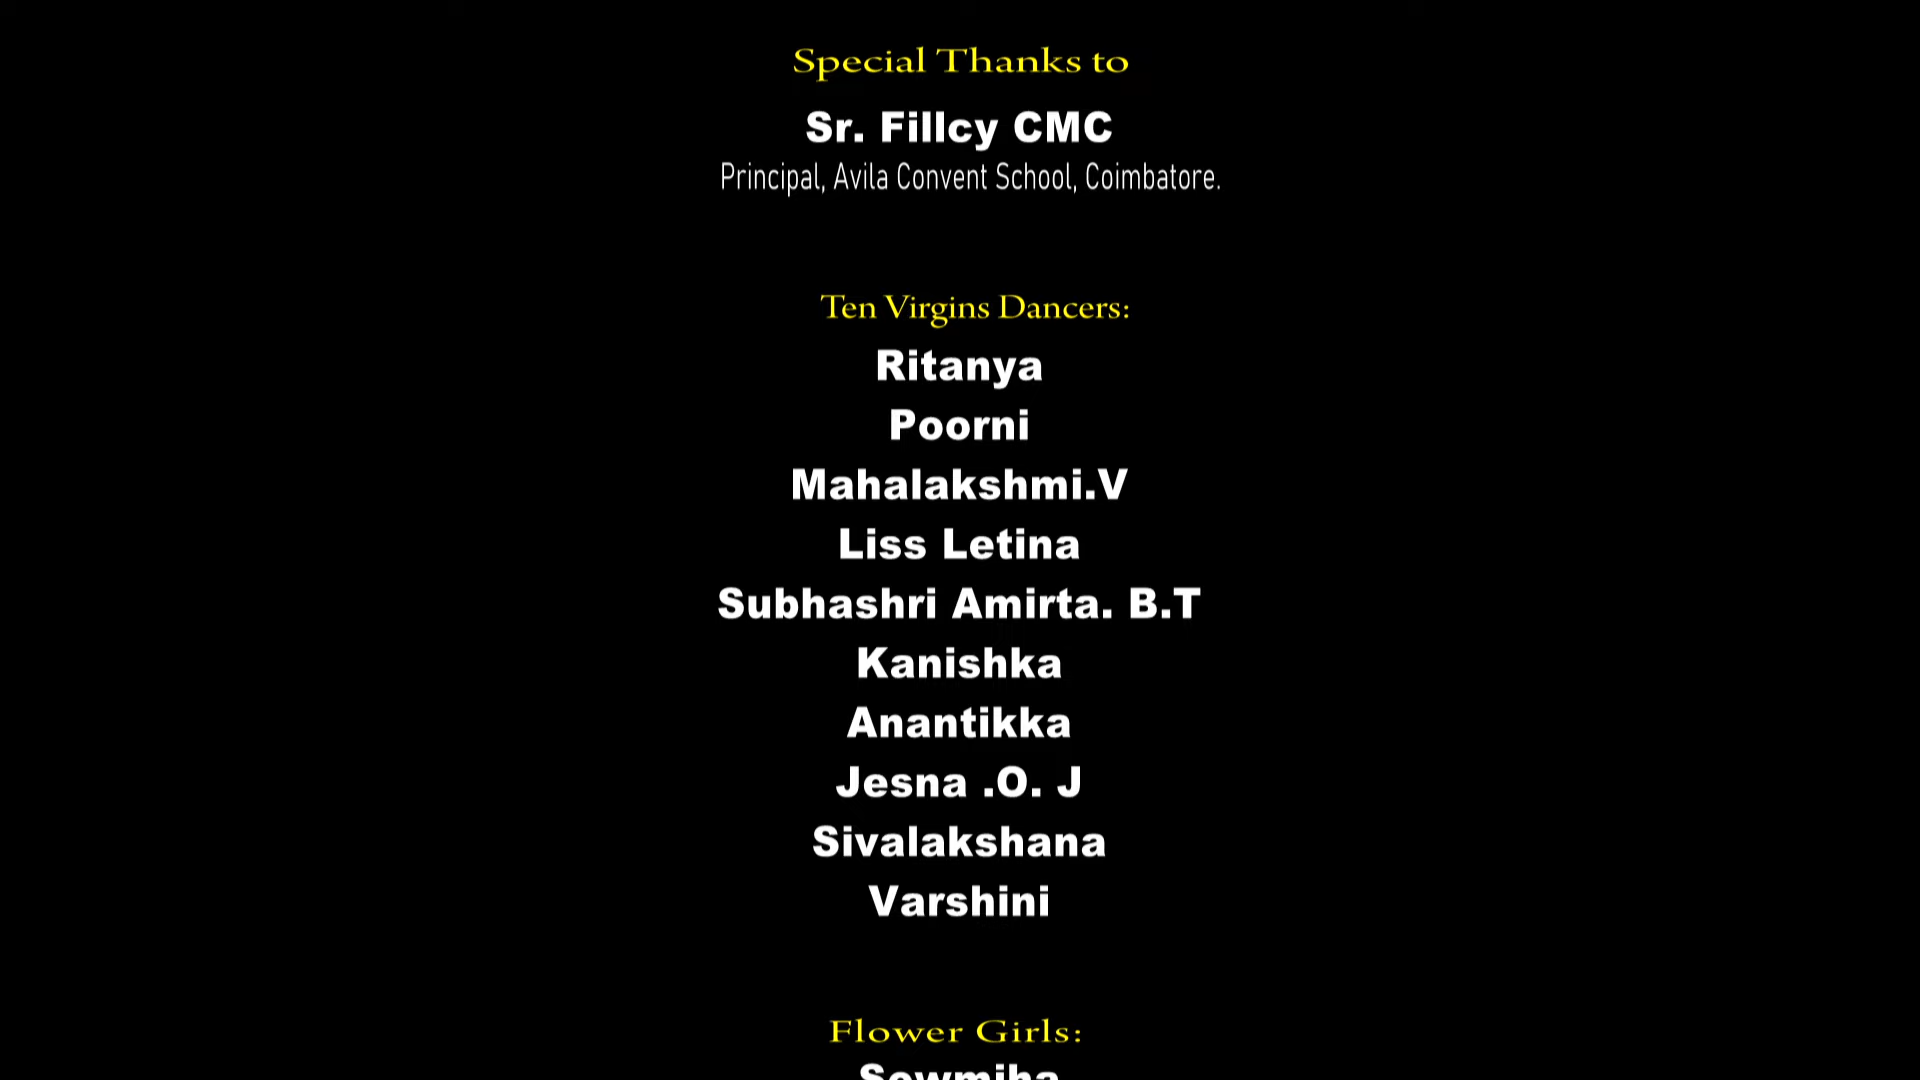 Special Thanks to
Sr. Fillcy CMC
Principal, Avila Convent School, Coimbatore.
Ten Virgins Dancers:
Ritanya
Poorni
Mahalakshmi.V
Liss Letina
Subhashri Amirta. B.T
Kanishka
Anantikka
Jesna .O. J
Sivalakshana
Varshini
Flower Girls: